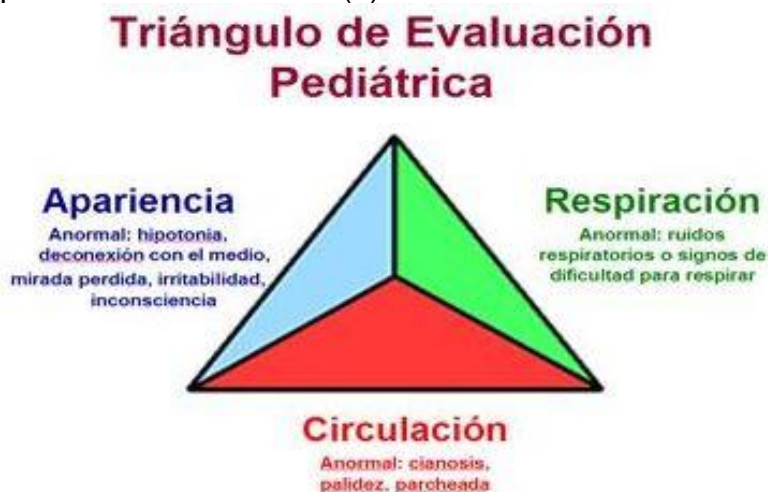 Triángulo de Evaluación
Pediátrica
Apariencia
Anormal: hipotonia,
deconexión con el medio,
mirada perdida, irritabilidad,
inconsciencia
Respiración
Anormal: ruidos
respiratorios o signos de
dificultad para respirar
Circulación
Anormal: cianosis,
palidez, parcheada